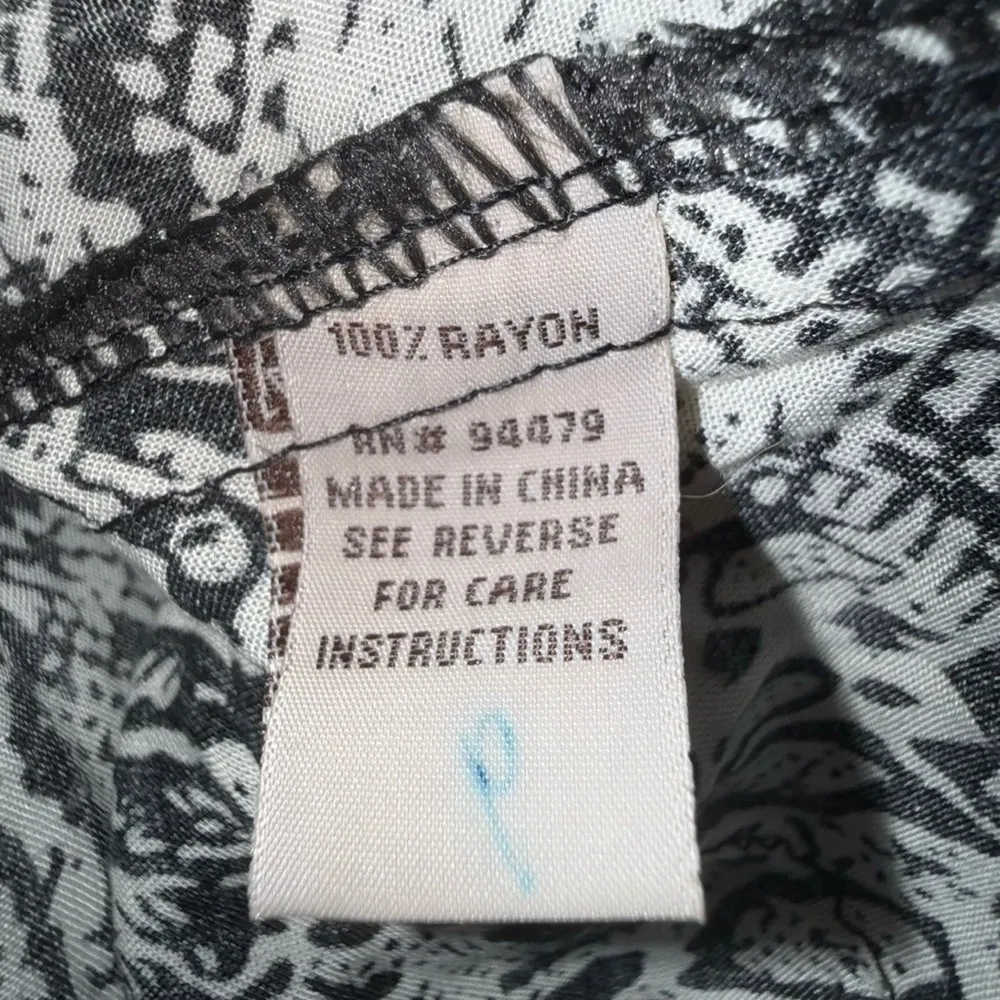 100% RAYON
RN# 94479
MADE IN CHINA
SEE REVERSE
FOR CARE
INSTRUCTIONS